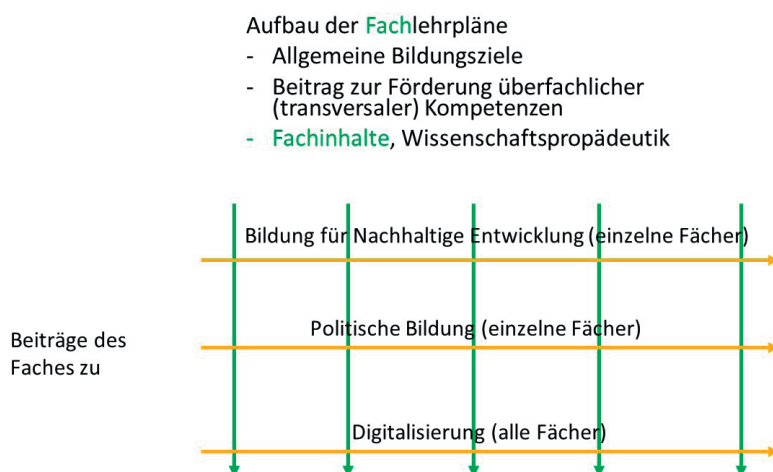 Aufbau der Fachlehrpläne
- Allgemeine Bildungsziele
- Beitrag zur Förderung überfachlicher
(transversaler) Kompetenzen
- Fachinhalte, Wissenschaftspropädeutik
Bildung für Nachhaltige Entwicklung (einzelne Fächer)
Politische Bildung (einzelne Fächer)
Beiträge des
Faches zu
Digitalisierung (alle Fächer)